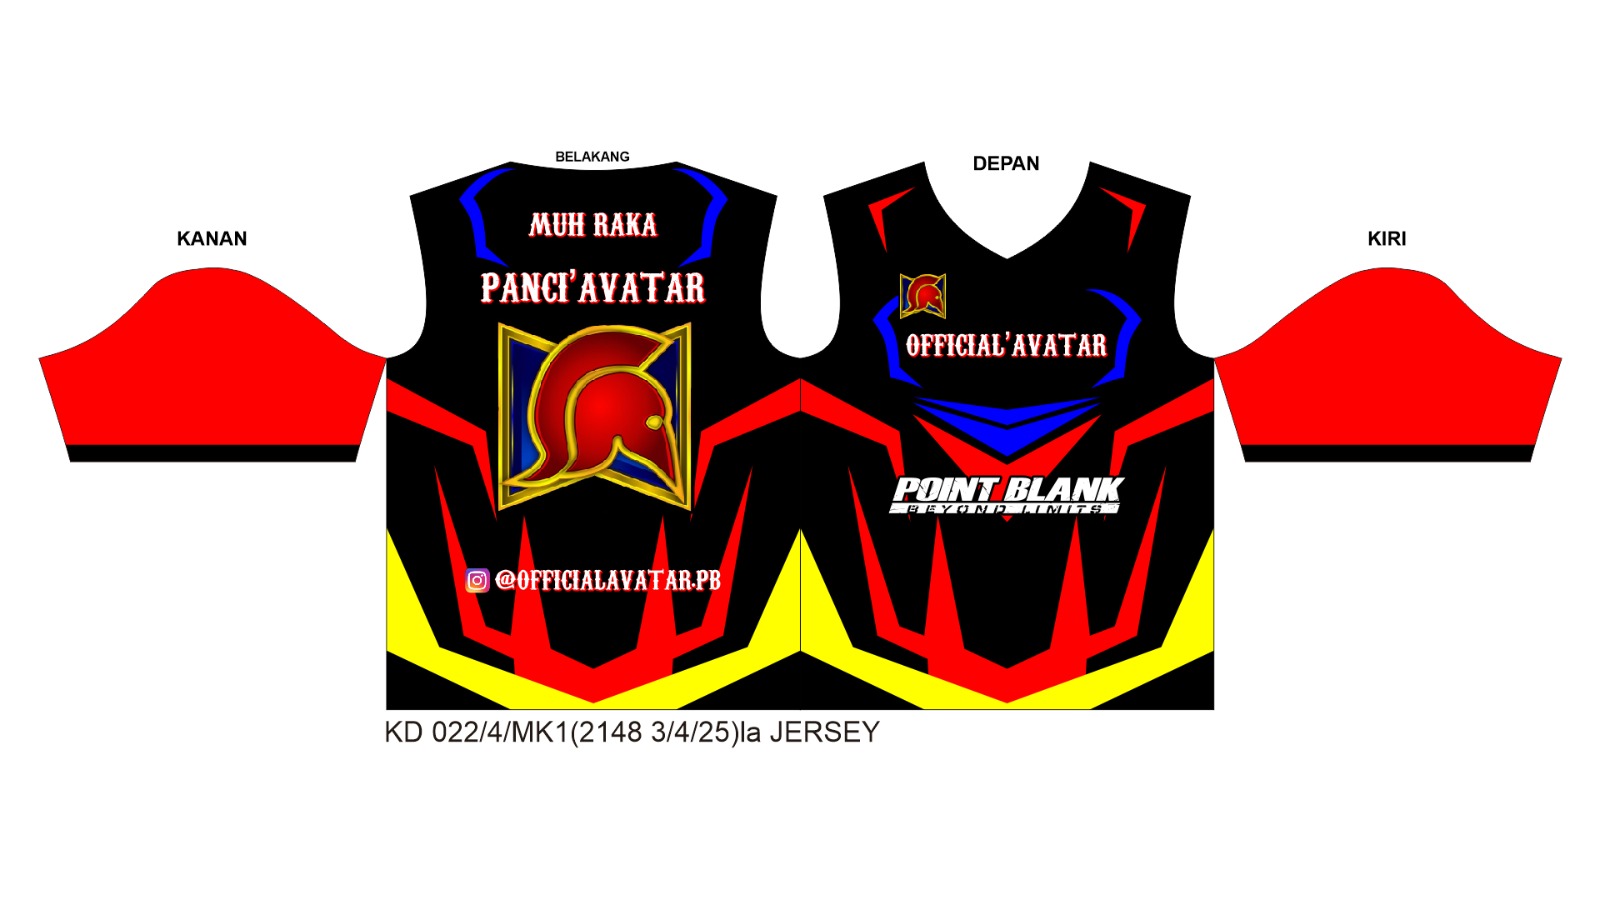 BELAKANG
DEPAN
KANAN
KIRI
MUH RAKA
PANCI'AVATAR
@OFFICIALAVATAR.PB
OFFICIAL'AVATAR
POINT BLANK
BEYOND LIMITS
KD 022/4/MK1(2148 3/4/25)la JERSEY